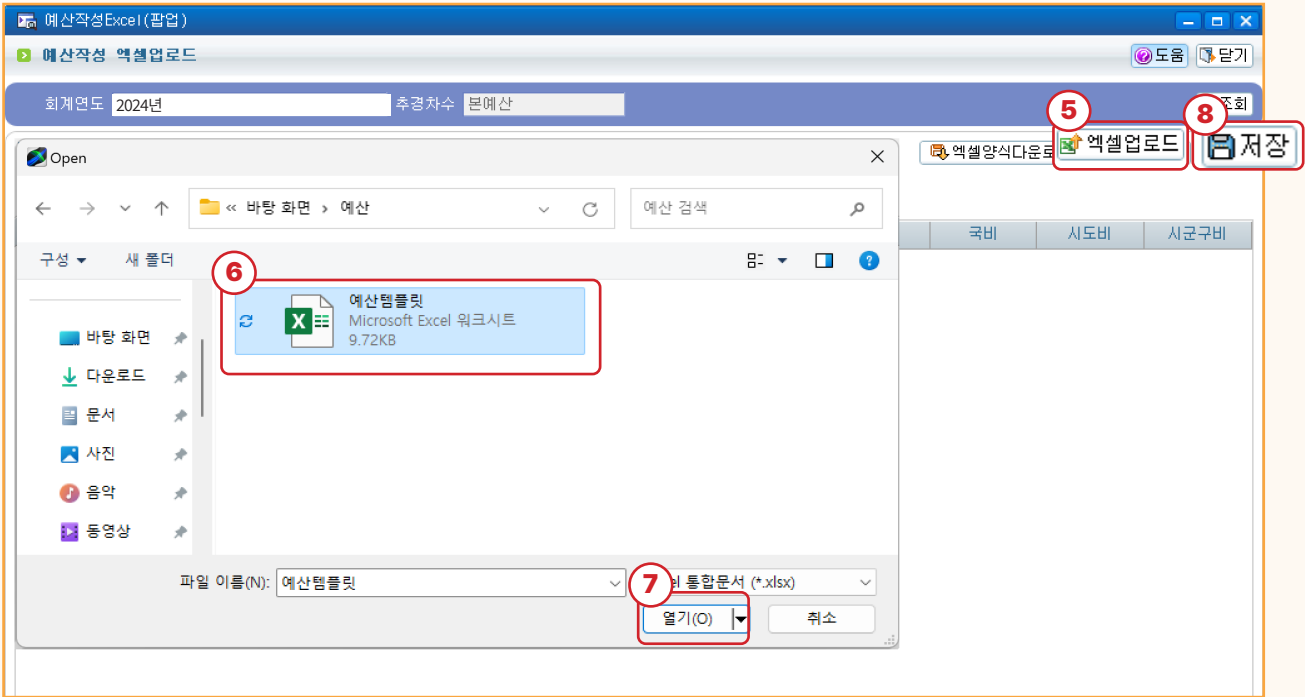 예산작성Excel(팝업)
예산작성 엑셀업로드
도움 닫기
회계연도 2024년 추경차수 본예산 조회
5 8
엑셀양식다운로 엑셀업로드 저장
Open
« 바탕 화면 › 예산 예산 검색
국비 시도비 시군구비
구성 새 폴더
6
예산템플릿
Microsoft Excel 워크시트
9.72KB
바탕 화면
다운로드
문서
사진
음악
동영상
파일 이름(N): 예산템플릿 통합문서 (*.xlsx)
7
열기(O) 취소